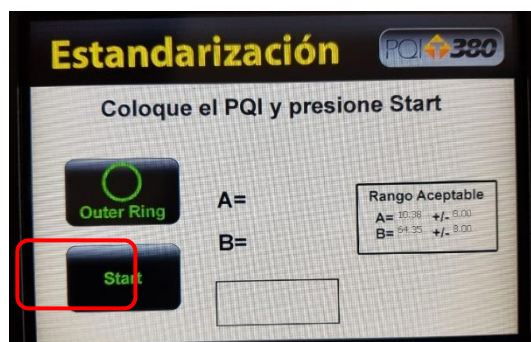 Estandarización
PQI 380
Coloque el PQI y presione Start
Outer Ring
A=
B=
Rango Aceptable
A= 10.38 +/- 8.00
B= 54.35 +/- 8.00
Start